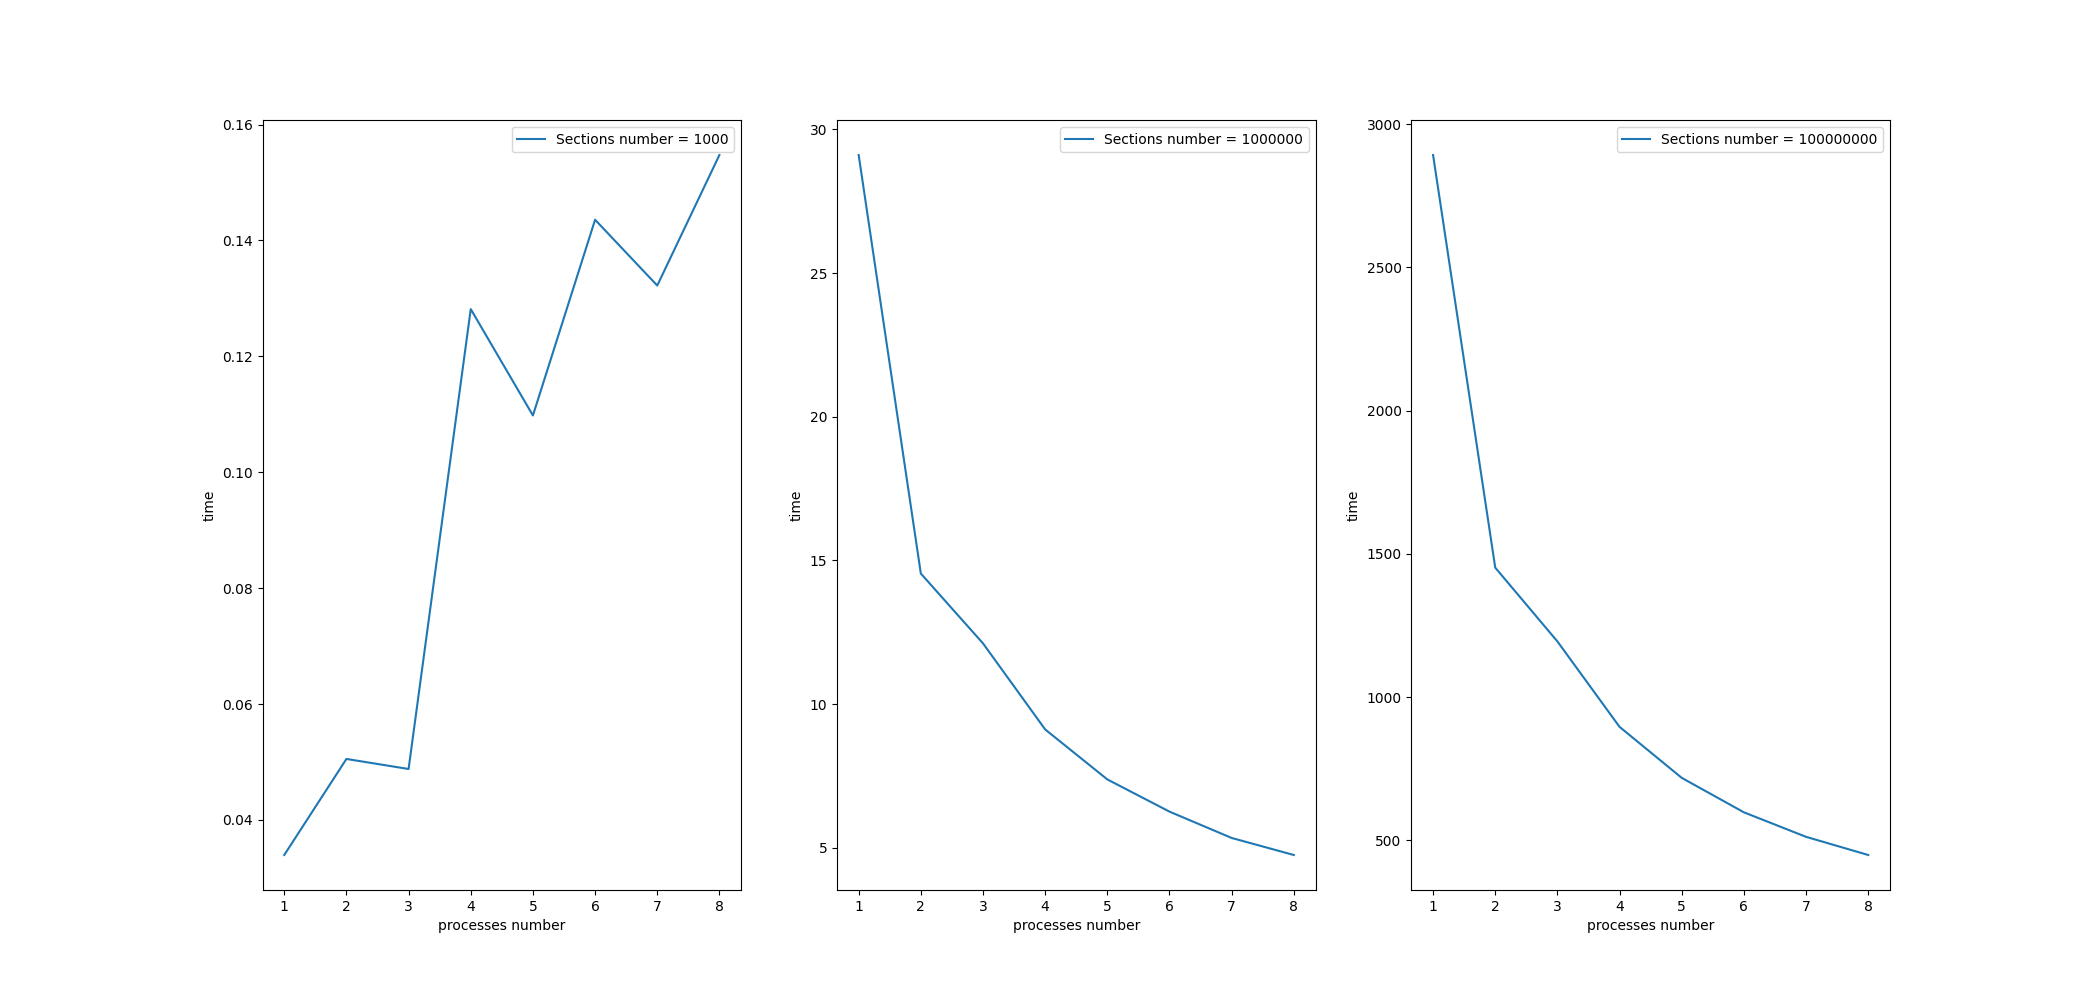 Sections number = 1000
0.16
0.14
0.12
0.10
0.08
0.06
0.04
time
1 2 3 4 5 6 7 8
processes number
Sections number = 1000000
30
25
20
15
10
5
time
1 2 3 4 5 6 7 8
processes number
Sections number = 100000000
3000
2500
2000
1500
1000
500
time
1 2 3 4 5 6 7 8
processes number